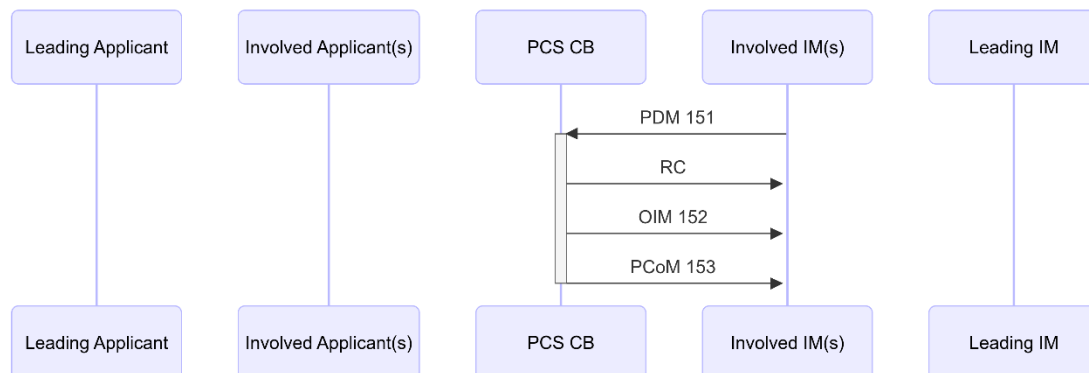 Leading Applicant
Involved Applicant(s)
PCS CB
Involved IM(s)
Leading IM
PDM 151
RC
OIM 152
PCoM 153
Leading Applicant
Involved Applicant(s)
PCS CB
Involved IM(s)
Leading IM